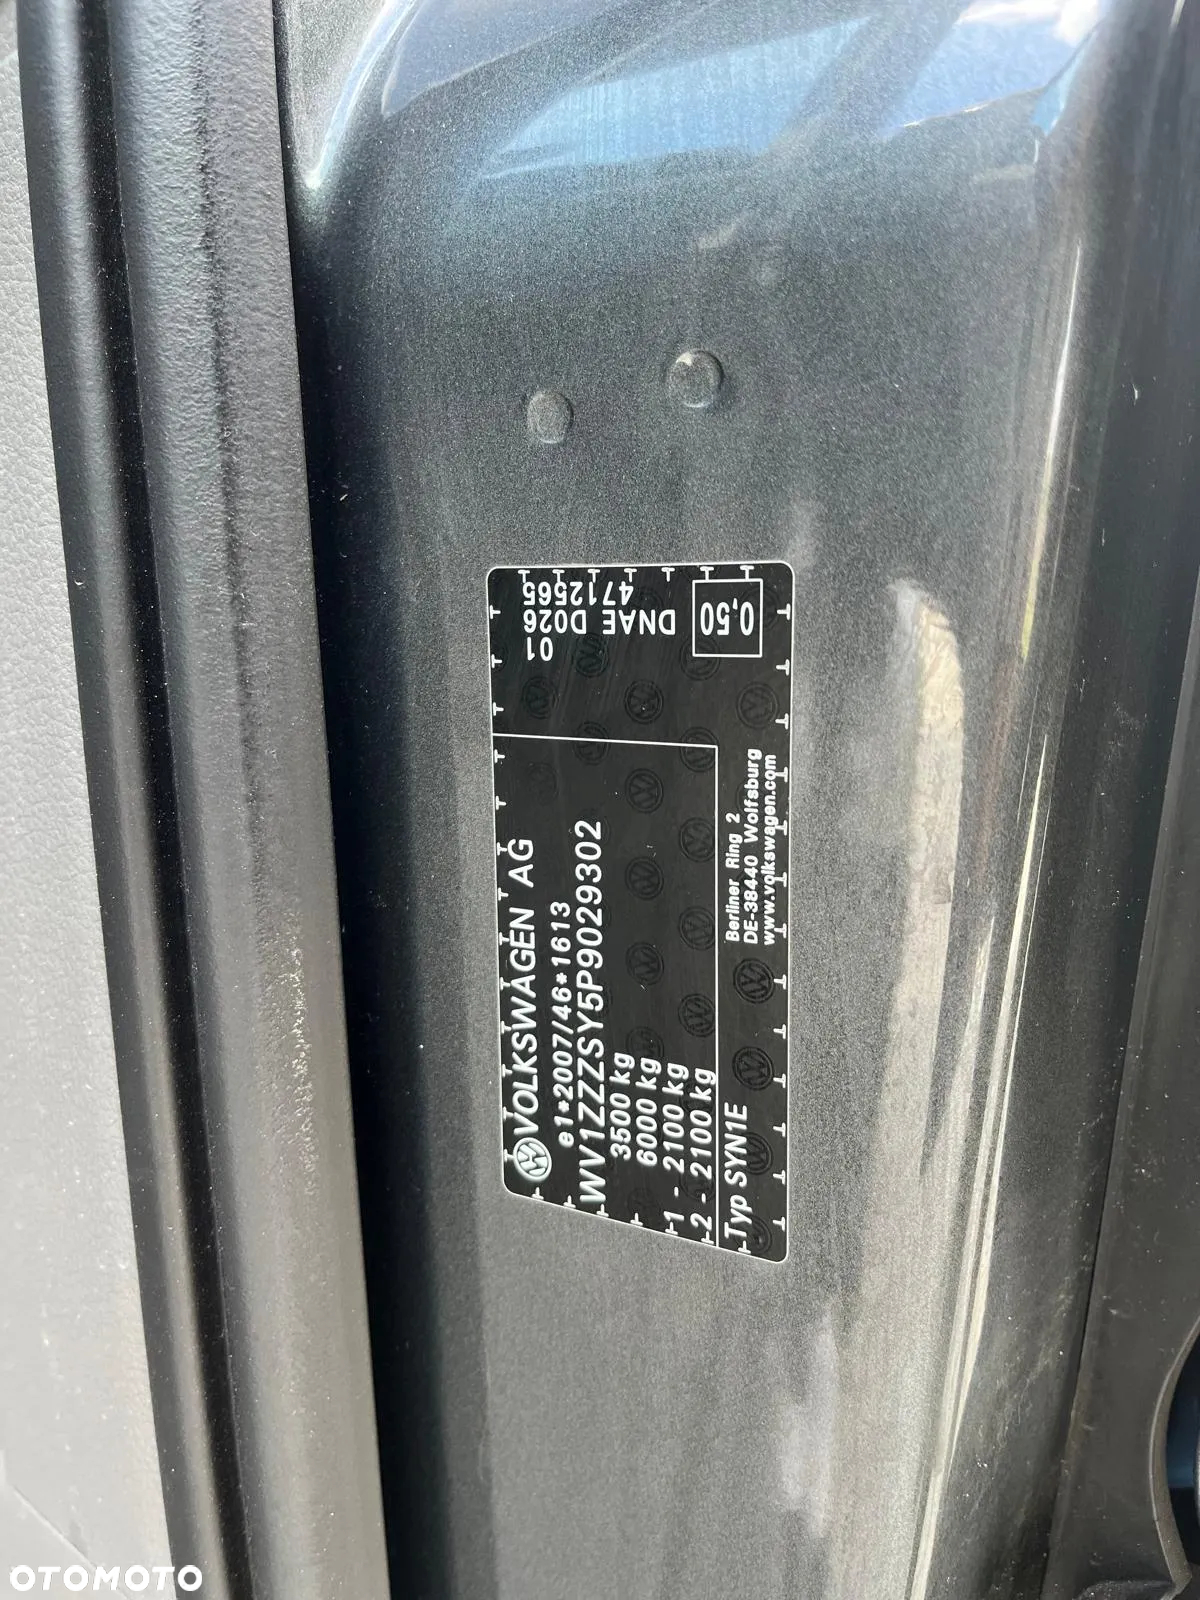 VOLKSWAGEN AG
e1*2007/46*1613
WV1ZZZSY5P9029302
3500 kg
6000 kg
1 - 2100 kg
2 - 2100 kg
Typ SYN1E
Berliner Ring 2
DE-38440 Wolfsburg
www.volkswagen.com
4712565
DNAE D026
01
0,50
OTOMOTO